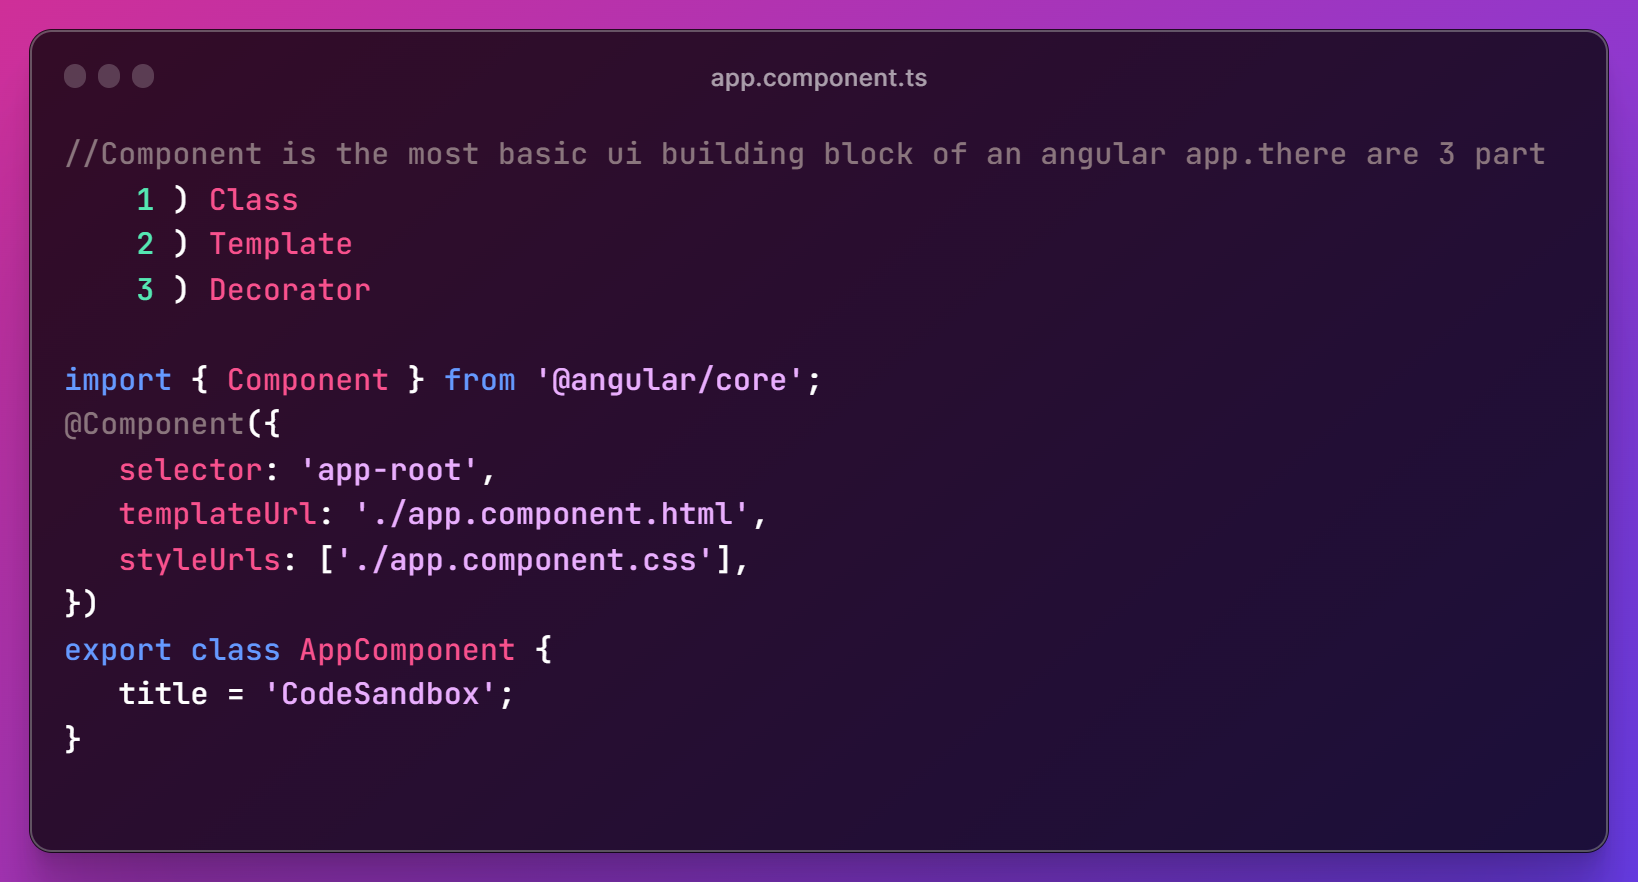 app.component.ts
//Component is the most basic ui building block of an angular app.there are 3 part
    1 ) Class
    2 ) Template
    3 ) Decorator

import { Component } from '@angular/core';
@Component({
   selector: 'app-root',
   templateUrl: './app.component.html',
   styleUrls: ['./app.component.css'],
})
export class AppComponent {
   title = 'CodeSandbox';
}